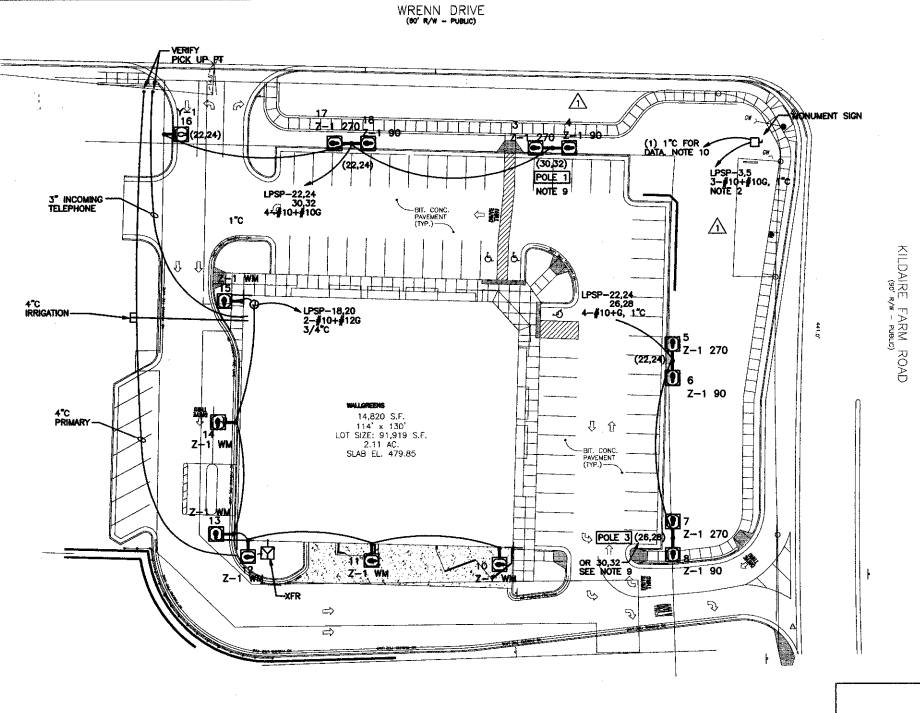 WRENN DRIVE
(80' R/W - PUBLIC)
VERIFY
PICK UP PT
16
(22,24)
17
Z-1 270
18
Z-1 90
(22,24)
3
Z-1 270
4
Z-1 90
(30,32)
POLE 1
NOTE 9
1
(1) 1"C FOR
DATA, NOTE 10
MONUMENT SIGN
LPSP-3,5
3-#10+#10G, 1"C
NOTE 2
1
LPSP-22,24
30,32
4-#10+#10G
1"C
BIT. CONC.
PAVEMENT
(TYP.)
3" INCOMING
TELEPHONE
Z-1 WM
15
LPSP-18,20
2-#10+#12G
3/4"C
4"C
IRRIGATION
LPSP-22,24
26,28
4-#10+G, 1"C
(22,24)
5
Z-1 270
6
Z-1 90
KILDAIRE FARM ROAD
(90' R/W - PUBLIC)
441.0'
4"C
PRIMARY
14
Z-1 WM
WALLGREENS
14,820 S.F.
114' x 130'
LOT SIZE: 91,919 S.F.
2.11 AC.
SLAB EL. 479.85
BIT. CONC.
PAVEMENT
(TYP.)
Z-1 WM
13
Z-1 WM
XFR
11
Z-1 WM
10
Z-1 WM
POLE 3
(26,28)
OR 30,32
SEE NOTE 9
7
Z-1 270
Z-1 90